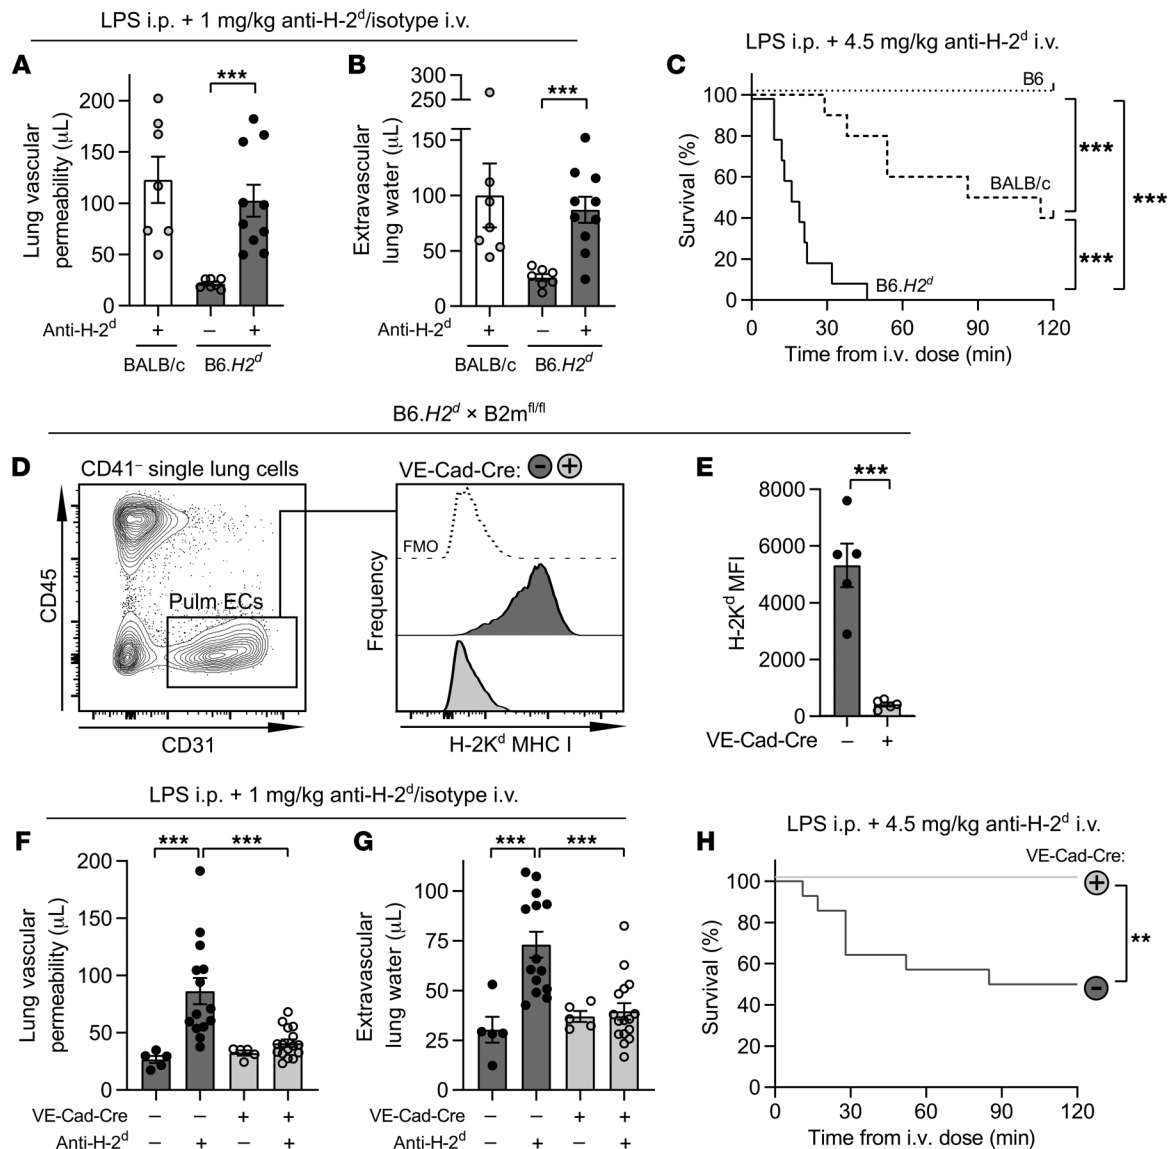 LPS i.p. + 1 mg/kg anti-H-2d/isotype i.v.
A
Lung vascular
permeability (µL)
200
150
100
50
0
***
Anti-H-2d
+
–
+
BALB/c
B6.H2d
B
Extravascular
lung water (µL)
300
250
150
100
50
0
***
Anti-H-2d
+
–
+
BALB/c
B6.H2d
LPS i.p. + 4.5 mg/kg anti-H-2d i.v.
C
Survival (%)
100
80
60
40
20
0
B6
BALB/c
B6.H2d
***
***
***
0
30
60
90
120
Time from i.v. dose (min)
B6.H2d × B2mfl/fl
D
CD41– single lung cells
CD45
Pulm ECs
CD31
VE-Cad-Cre: – +
FMO
Frequency
H-2Kd MHC I
E
***
H-2Kd MFI
8000
6000
4000
2000
0
VE-Cad-Cre – +
LPS i.p. + 1 mg/kg anti-H-2d/isotype i.v.
F
*** ***
Lung vascular
permeability (µL)
200
150
100
50
0
VE-Cad-Cre – – + +
Anti-H-2d – + – +
G
*** ***
Extravascular
lung water (µL)
100
75
50
25
0
VE-Cad-Cre – – + +
Anti-H-2d – + – +
LPS i.p. + 4.5 mg/kg anti-H-2d i.v.
H
VE-Cad-Cre:
+
–
**
Survival (%)
100
80
60
40
20
0
0
30
60
90
120
Time from i.v. dose (min)